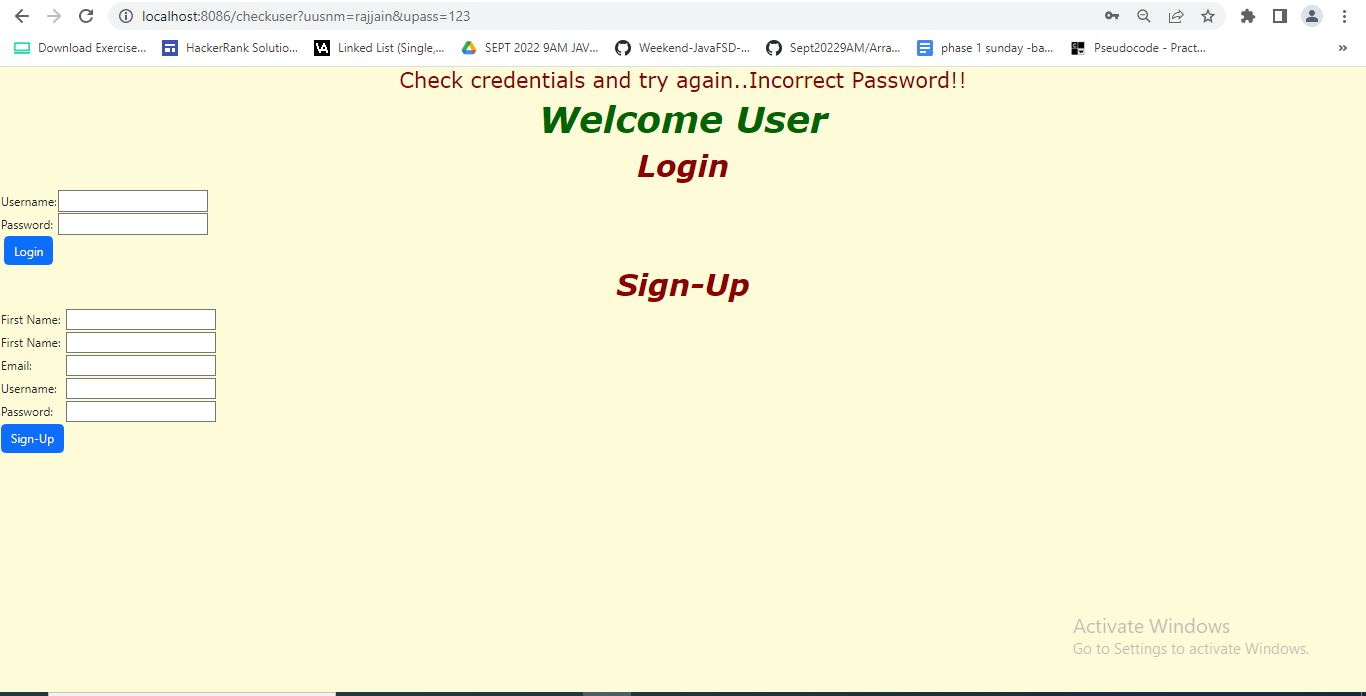 localhost:8086/checkuser?uusnm=rajjain&upass=123
Download Exercise... HackerRank Solutio... Linked List (Single,... SEPT 2022 9AM JAV... Weekend-JavaFSD-... Sept20229AM/Arra... phase 1 sunday -ba... Pseudocode - Pract... »
Check credentials and try again..Incorrect Password!!
Welcome User
Login
Username:
Password:
Login
Sign-Up
First Name:
First Name:
Email:
Username:
Password:
Sign-Up
Activate Windows
Go to Settings to activate Windows.